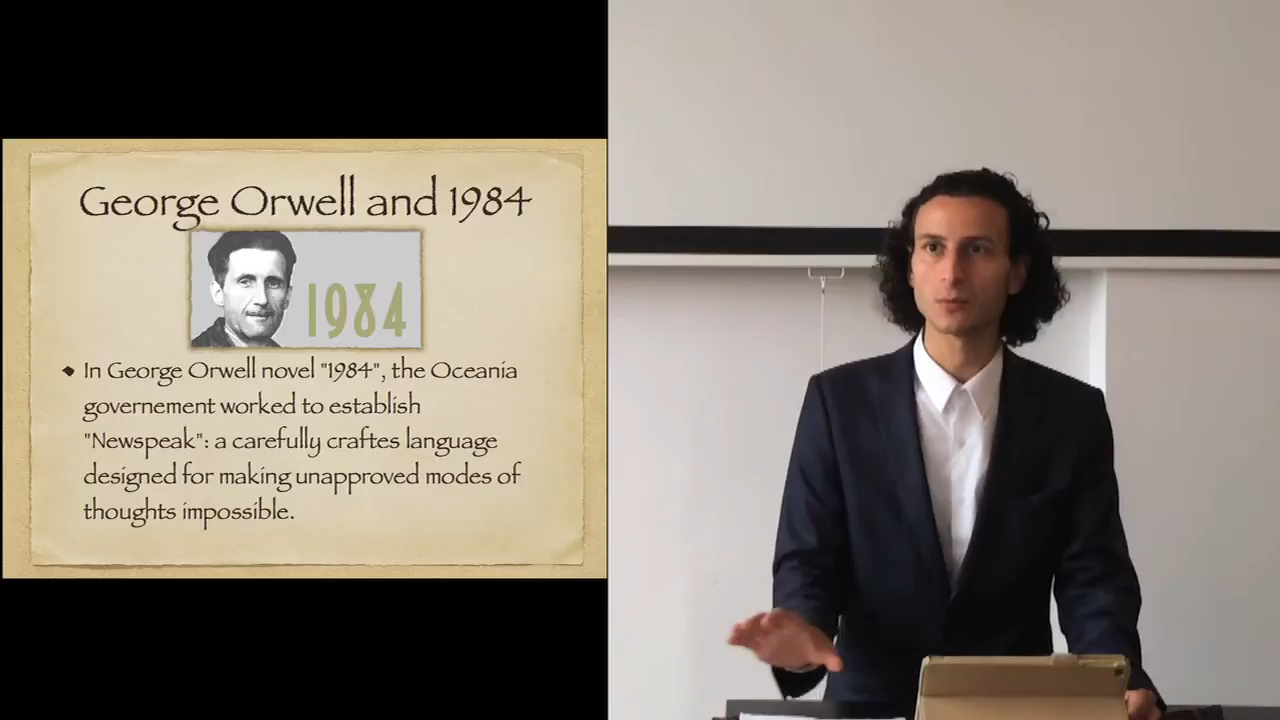 George Orwell and 1984
1984
In George Orwell novel "1984", the Oceania
governement worked to establish
"Newspeak": a carefully craftes language
designed for making unapproved modes of
thoughts impossible.